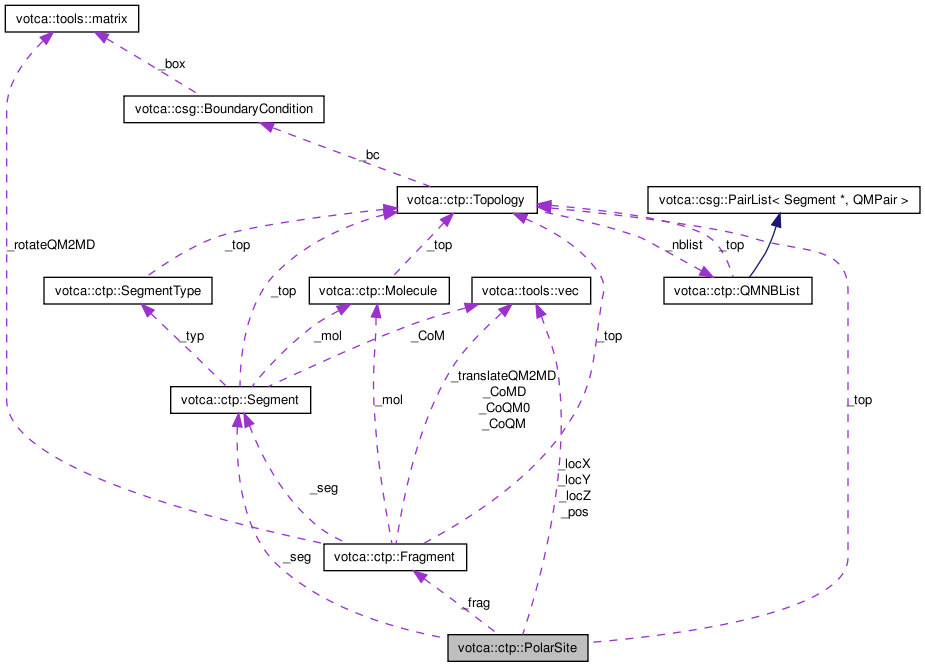 votca::tools::matrix
_box
votca::csg::BoundaryCondition
_bc
votca::ctp::Topology
votca::csg::PairList< Segment *, QMPair >
_rotateQM2MD
_top
_top
_nblist
_top
votca::ctp::SegmentType
_top
votca::ctp::Molecule
votca::tools::vec
votca::ctp::QMNBList
_typ
_mol
_CoM
_top
votca::ctp::Segment
_mol
_translateQM2MD
_CoMD
_CoQM0
_CoQM
_top
_seg
_locX
_locY
_locZ
_pos
votca::ctp::Fragment
_seg
_frag
votca::ctp::PolarSite